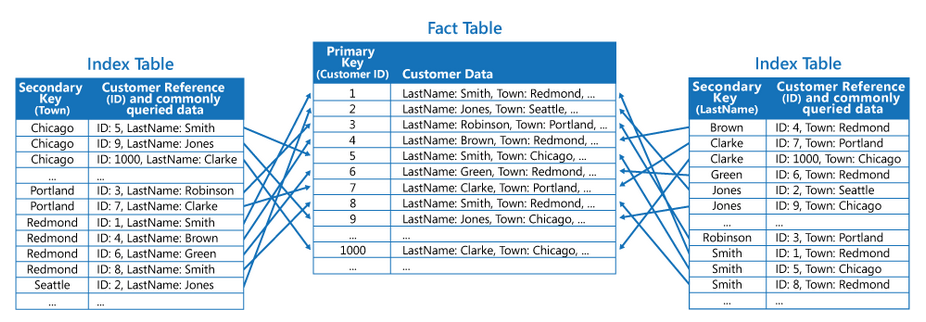 Fact Table
Primary
Key
(Customer ID)
Customer Data
1 LastName: Smith, Town: Redmond, ...
2 LastName: Jones, Town: Seattle, ...
3 LastName: Robinson, Town: Portland, ...
4 LastName: Brown, Town: Redmond, ...
5 LastName: Smith, Town: Chicago, ...
6 LastName: Green, Town: Redmond, ...
7 LastName: Clarke, Town: Portland, ...
8 LastName: Smith, Town: Redmond, ...
9 LastName: Jones, Town: Chicago, ...
... ...
1000 LastName: Clarke, Town: Chicago, ...
... ...
Index Table
Secondary
Key
(Town)
Customer Reference
(ID) and commonly
queried data
Chicago ID: 5, LastName: Smith
Chicago ID: 9, LastName: Jones
Chicago ID: 1000, LastName: Clarke
... ...
Portland ID: 3, LastName: Robinson
Portland ID: 7, LastName: Clarke
Redmond ID: 1, LastName: Smith
Redmond ID: 4, LastName: Brown
Redmond ID: 6, LastName: Green
Redmond ID: 8, LastName: Smith
Seattle ID: 2, LastName: Jones
... ...
Index Table
Secondary
Key
(LastName)
Customer Reference
(ID) and commonly
queried data
Brown ID: 4, Town: Redmond
Clarke ID: 7, Town: Portland
Clarke ID: 1000, Town: Chicago
Green ID: 6, Town: Redmond
Jones ID: 2, Town: Seattle
Jones ID: 9, Town: Chicago
... ...
Robinson ID: 3, Town: Portland
Smith ID: 1, Town: Redmond
Smith ID: 5, Town: Chicago
Smith ID: 8, Town: Redmond
... ...